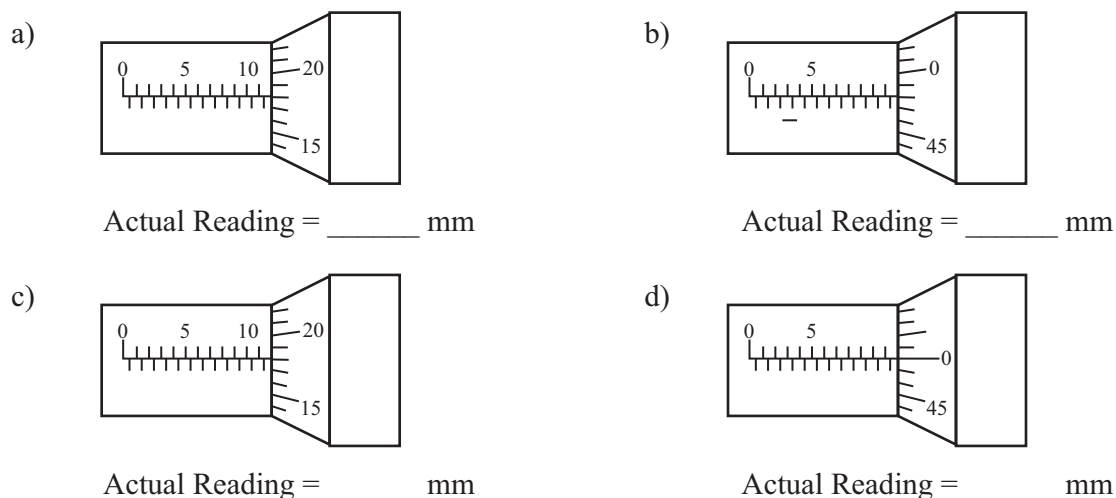 a)
0 5 10
20
15
Actual Reading = ______ mm
b)
0 5
0
45
Actual Reading = ______ mm
c)
0 5 10
20
15
Actual Reading = mm
d)
0 5
0
45
Actual Reading = mm